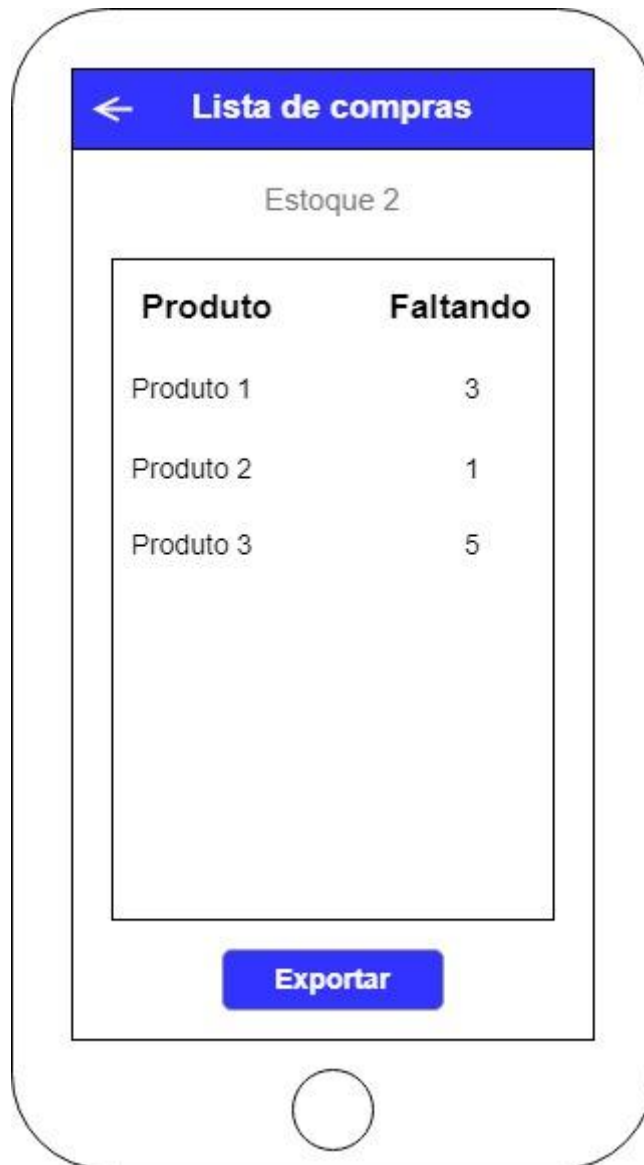 Lista de compras
Estoque 2
Produto Faltando
Produto 1 3
Produto 2 1
Produto 3 5
Exportar